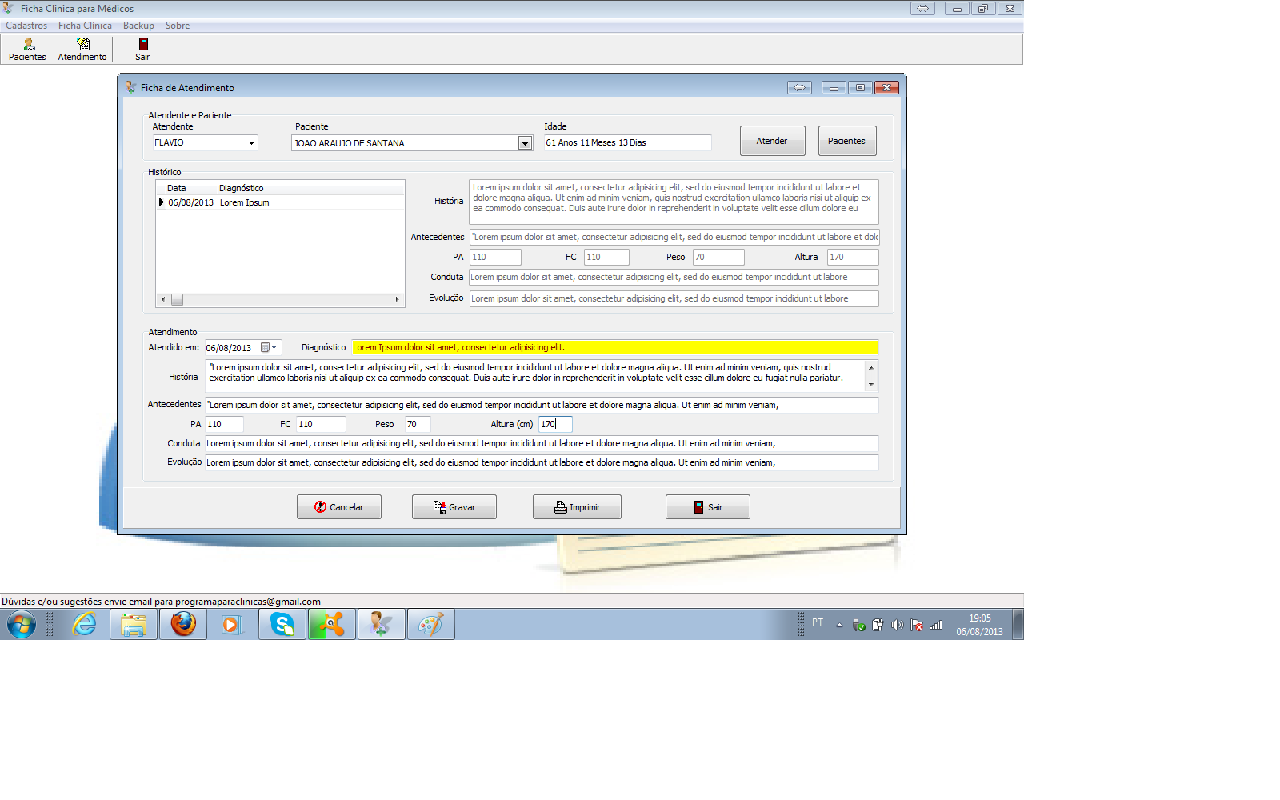 Ficha Clinica para Médicos
Cadastros Ficha Clinica Backup Sobre
Pacientes Atendimento Sair
Ficha de Atendimento
Atendente e Paciente
Atendente Paciente Idade
FLAVIO JOAO ARAUJO DE SANTANA 61 Anos 11 Meses 13 Dias Atender Pacientes
Histórico
Data Diagnóstico
06/08/2013 Lorem Ipsum
História
Lorem ipsum dolor sit amet, consectetur adipisicing elit, sed do eiusmod tempor incididunt ut labore et
dolore magna aliqua. Ut enim ad minim veniam, quis nostrud exercitation ullamco laboris nisi ut aliquip ex
ea commodo consequat. Duis aute irure dolor in reprehenderit in voluptate velit esse cillum dolore eu
Antecedentes "Lorem ipsum dolor sit amet, consectetur adipisicing elit, sed do eiusmod tempor incididunt ut labore et dolo
PA 110 FC 110 Peso 70 Altura 170
Conduta Lorem ipsum dolor sit amet, consectetur adipisicing elit, sed do eiusmod tempor incididunt ut labore
Evolução Lorem ipsum dolor sit amet, consectetur adipisicing elit, sed do eiusmod tempor incididunt ut labore
Atendimento
Atendido em: 06/08/2013 Diagnóstico Lorem Ipsum dolor sit amet, consectetur adipisicing elit.
História
"Lorem ipsum dolor sit amet, consectetur adipisicing elit, sed do eiusmod tempor incididunt ut labore et dolore magna aliqua. Ut enim ad minim veniam, quis nostrud
exercitation ullamco laboris nisi ut aliquip ex ea commodo consequat. Duis aute irure dolor in reprehenderit in voluptate velit esse cillum dolore eu fugiat nulla pariatur.
Antecedentes "Lorem ipsum dolor sit amet, consectetur adipisicing elit, sed do eiusmod tempor incididunt ut labore et dolore magna aliqua. Ut enim ad minim veniam,
PA 110 FC 110 Peso 70 Altura (cm) 170
Conduta Lorem ipsum dolor sit amet, consectetur adipisicing elit, sed do eiusmod tempor incididunt ut labore et dolore magna aliqua. Ut enim ad minim veniam,
Evolução Lorem ipsum dolor sit amet, consectetur adipisicing elit, sed do eiusmod tempor incididunt ut labore et dolore magna aliqua. Ut enim ad minim veniam,
Cancelar Gravar Imprimir Sair
Dúvidas e/ou sugestões envie email para programaparaclinicas@gmail.com
PT 19:05
06/08/2013